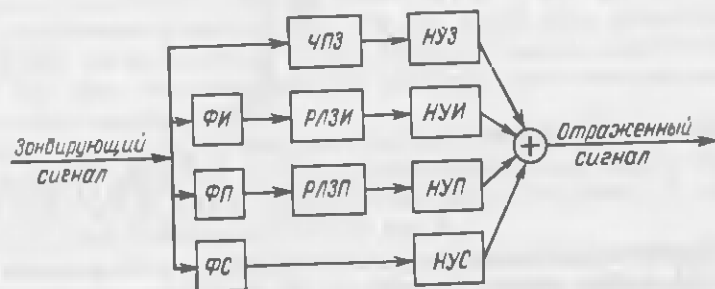 ЧПЗ
НУЗ
ФИ
РЛЗИ
НУИ
Зондирующий
сигнал
Отраженный
сигнал
ФП
РЛЗП
НУП
ФС
НУС